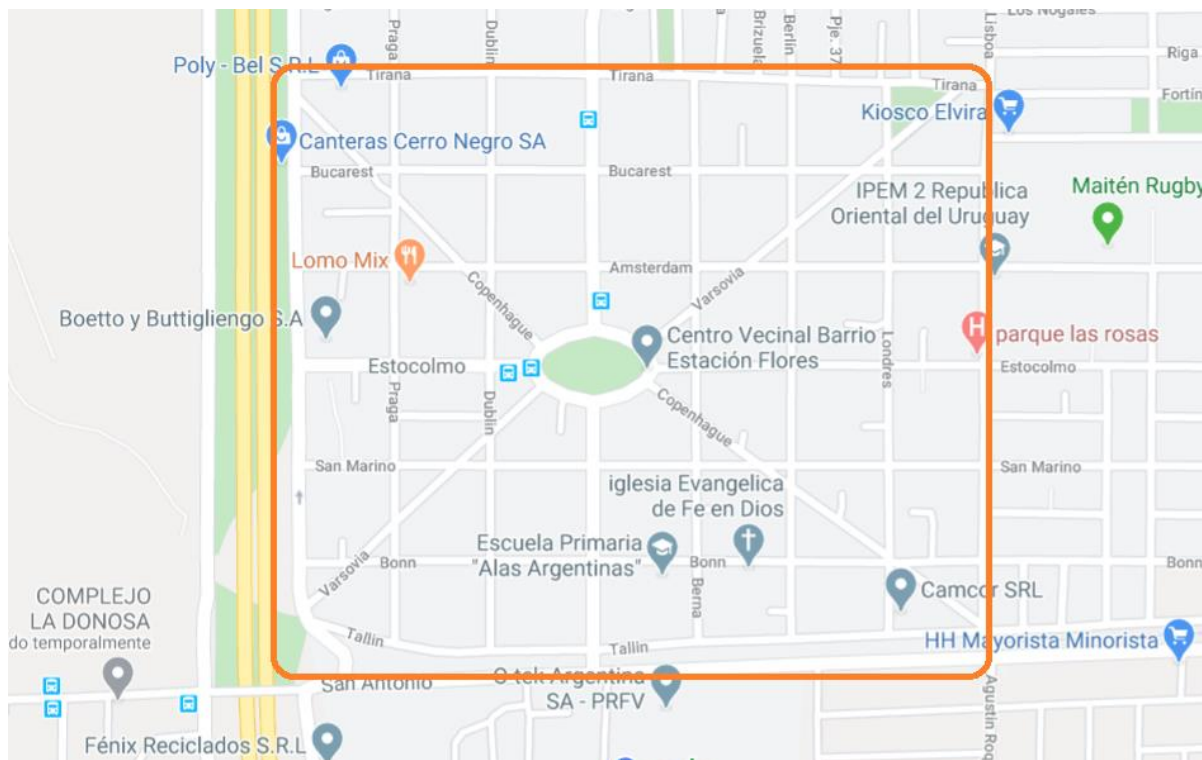 Los Nogales
Praga
Dublin
Brizuela
Berlín
Pje. 37
Lisboa
Riga
Poly - Bel S.R.L
Tirana
Tirana
Tirana
Fortín
Kiosco Elvira
Canteras Cerro Negro SA
Bucarest
Bucarest
IPEM 2 Republica
Oriental del Uruguay
Maitén Rugby
Lomo Mix
Amsterdam
Copenhague
Varsovia
Boetto y Buttigliengo S.A
Centro Vecinal Barrio
Estación Flores
Londres
parque las rosas
Estocolmo
Estocolmo
Praga
Dublin
Copenhague
San Marino
San Marino
iglesia Evangelica
de Fe en Dios
Escuela Primaria
"Alas Argentinas"
Varsovia
Bonn
Bonn
Bonn
Berna
COMPLEJO
LA DONOSA
do temporalmente
Camcor SRL
Tallin
Tallin
HH Mayorista Minorista
San Antonio
O-tek Argentina
SA - PRFV
Agustin Roq
Fénix Reciclados S.R.L